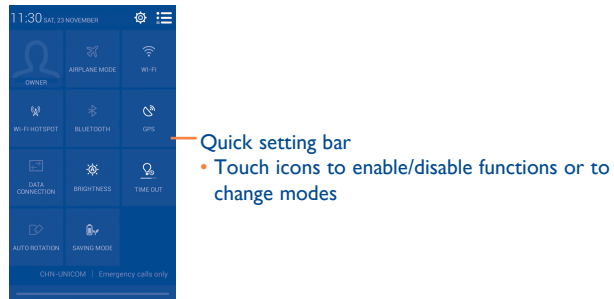 11:30 SAT, 23 NOVEMBER
OWNER
AIRPLANE MODE
WI-FI
WI-FI HOTSPOT
BLUETOOTH
GPS
DATA
CONNECTION
BRIGHTNESS
TIME OUT
AUTO ROTATION
SAVING MODE
CHN-UNICOM | Emergency calls only
Quick setting bar
• Touch icons to enable/disable functions or to
change modes